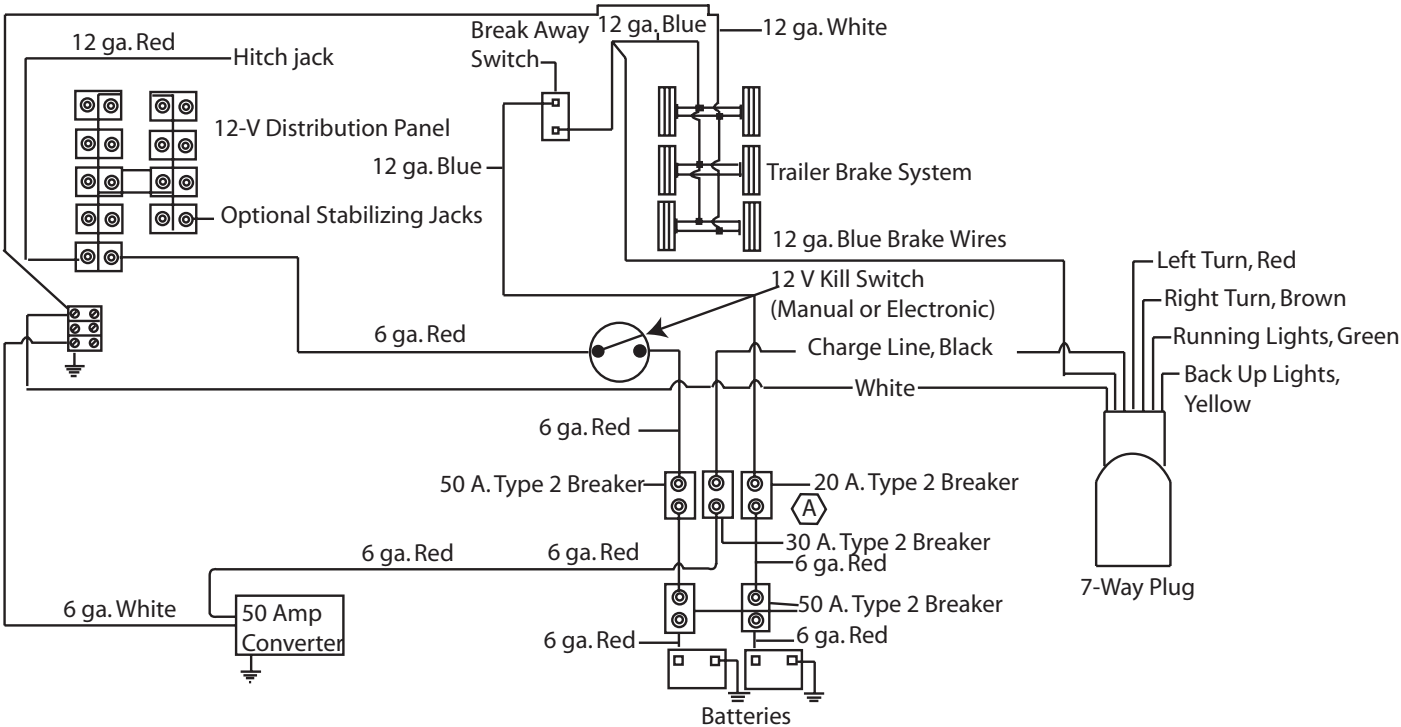 12 ga. Red
Hitch jack
Break Away
Switch
12 ga. Blue
12 ga. White
12-V Distribution Panel
12 ga. Blue
Trailer Brake System
Optional Stabilizing Jacks
12 ga. Blue Brake Wires
12 V Kill Switch
(Manual or Electronic)
Left Turn, Red
Right Turn, Brown
Running Lights, Green
Back Up Lights,
Yellow
6 ga. Red
Charge Line, Black
White
6 ga. Red
50 A. Type 2 Breaker
20 A. Type 2 Breaker
A
30 A. Type 2 Breaker
6 ga. Red
6 ga. Red
6 ga. Red
7-Way Plug
6 ga. White
50 Amp
Converter
50 A. Type 2 Breaker
6 ga. Red
6 ga. Red
Batteries